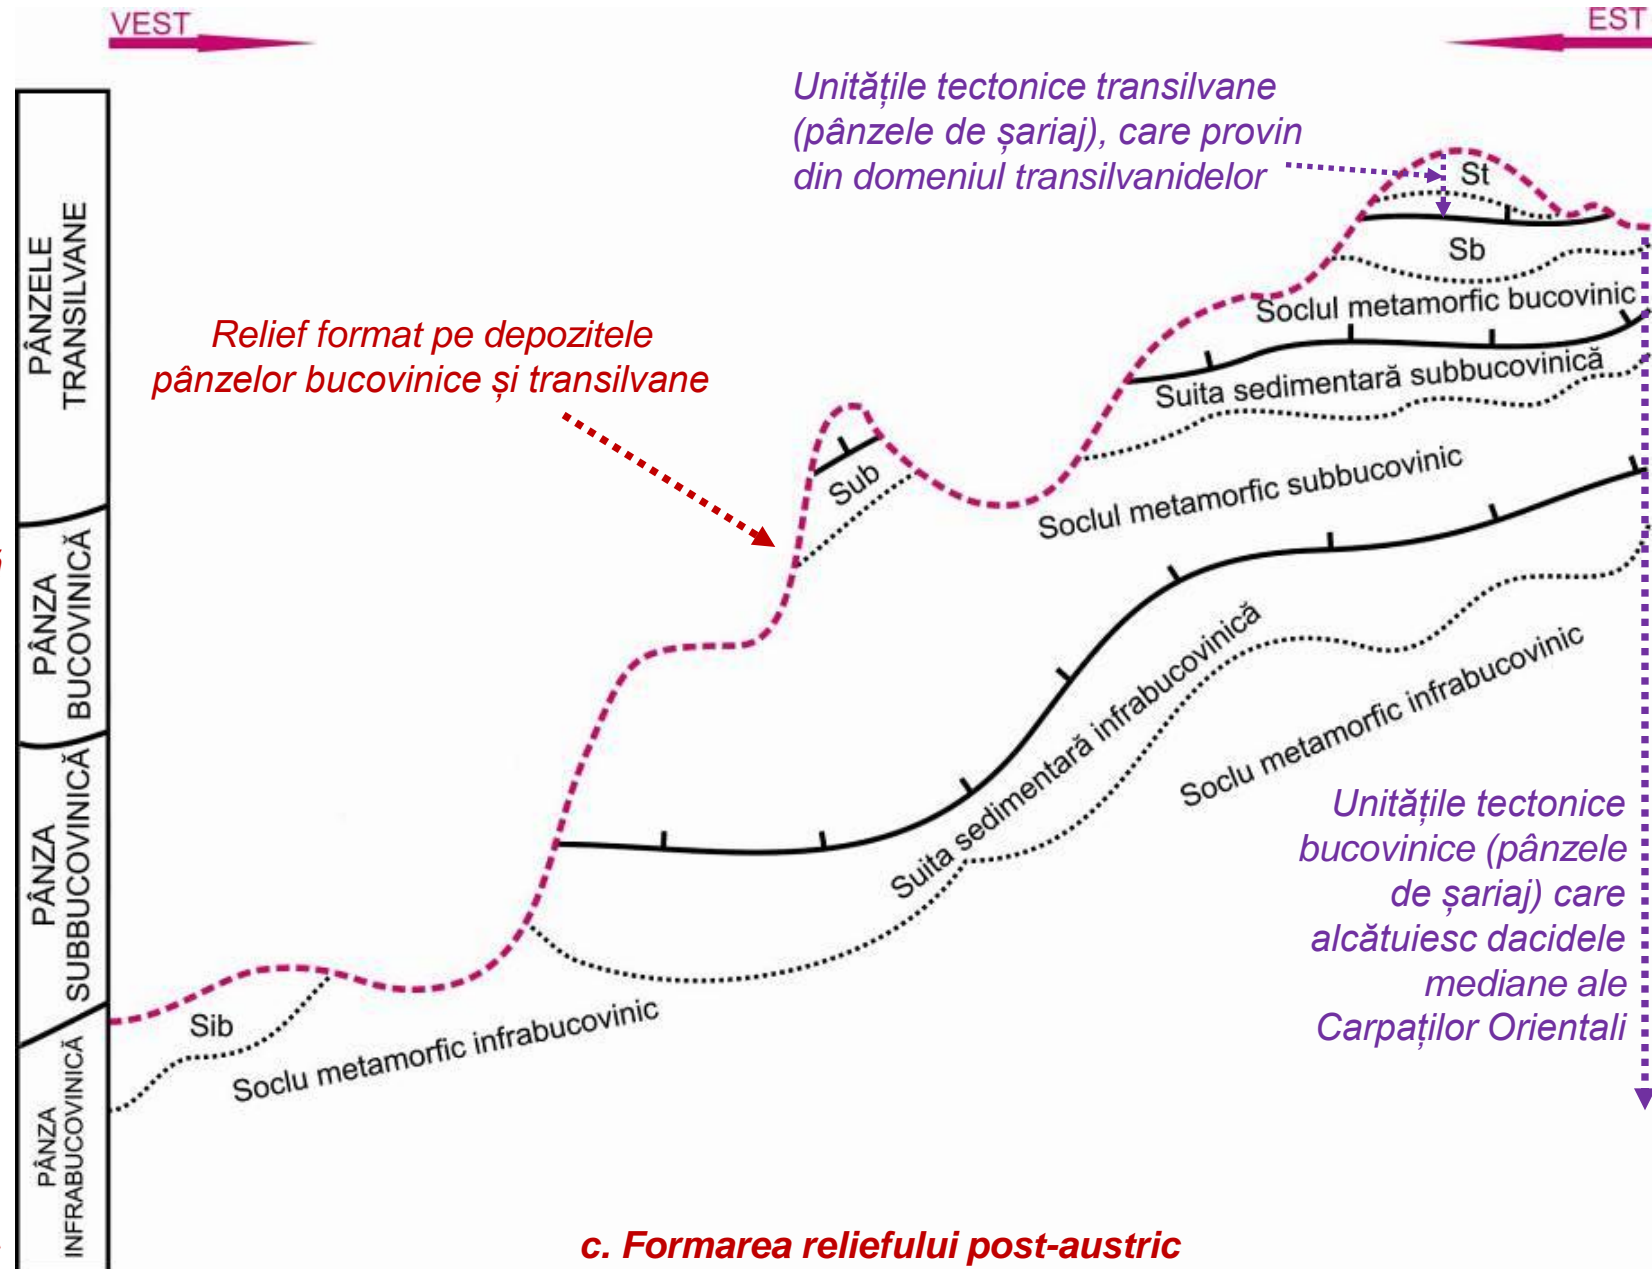 VEST
EST
Unitățile tectonice transilvane
(pânzele de șariaj), care provin
din domeniul transilvanidelor
St
Sb
Soclul metamorfic bucovinic
Suita sedimentară subbucovinică
Soclul metamorfic subbucovinic
PÂNZELE
TRANSILVANE
Relief format pe depozitele
pânzelor bucovinice și transilvane
Sub
PÂNZA
BUCOVINICĂ
Suita sedimentară infrabucovinică
Soclu metamorfic infrabucovinic
PÂNZA
SUBBUCOVINICĂ
Unitățile tectonice
bucovinice (pânzele
de șariaj) care
alcătuiesc dacidele
mediane ale
Carpaților Orientali
Sib
Soclu metamorfic infrabucovinic
PÂNZA
INFRABUCOVINICĂ
c. Formarea reliefului post-austric